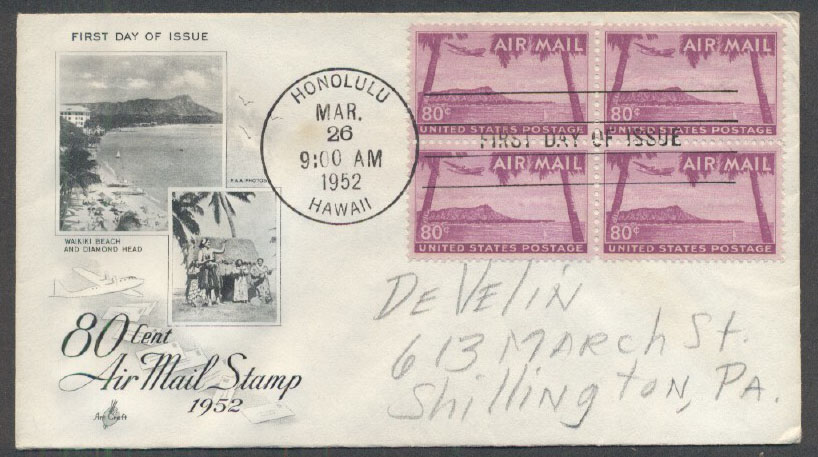 FIRST DAY OF ISSUE
P.A.A. PHOTOS
WAIKIKI BEACH
AND DIAMOND HEAD
80 Cent
Air Mail Stamp
1952
Art Craft
HONOLULU
MAR.
26
9:00 AM
1952
HAWAII
AIR MAIL
80¢
UNITED STATES POSTAGE
AIR MAIL
80¢
UNITED STATES POSTAGE
FIRST DAY OF ISSUE
AIR MAIL
80¢
UNITED STATES POSTAGE
AIR MAIL
80¢
UNITED STATES POSTAGE
DeVelin
613 March St.
Shillington, Pa.